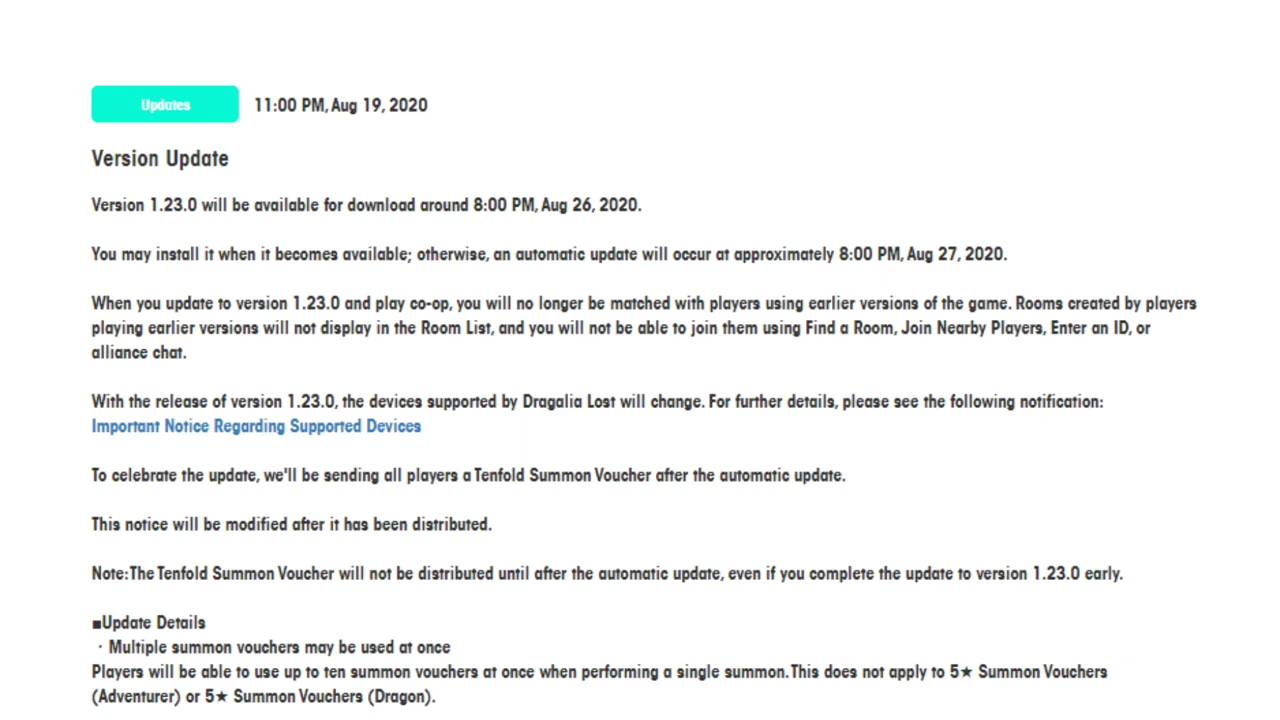 Updates 11:00 PM, Aug 19, 2020
Version Update
Version 1.23.0 will be available for download around 8:00 PM, Aug 26, 2020.
You may install it when it becomes available; otherwise, an automatic update will occur at approximately 8:00 PM, Aug 27, 2020.
When you update to version 1.23.0 and play co-op, you will no longer be matched with players using earlier versions of the game. Rooms created by players
playing earlier versions will not display in the Room List, and you will not be able to join them using Find a Room, Join Nearby Players, Enter an ID, or
alliance chat.
With the release of version 1.23.0, the devices supported by Dragalia Lost will change. For further details, please see the following notification:
Important Notice Regarding Supported Devices
To celebrate the update, we'll be sending all players a Tenfold Summon Voucher after the automatic update.
This notice will be modified after it has been distributed.
Note: The Tenfold Summon Voucher will not be distributed until after the automatic update, even if you complete the update to version 1.23.0 early.
■Update Details
・Multiple summon vouchers may be used at once
Players will be able to use up to ten summon vouchers at once when performing a single summon. This does not apply to 5★ Summon Vouchers
(Adventurer) or 5★ Summon Vouchers (Dragon).